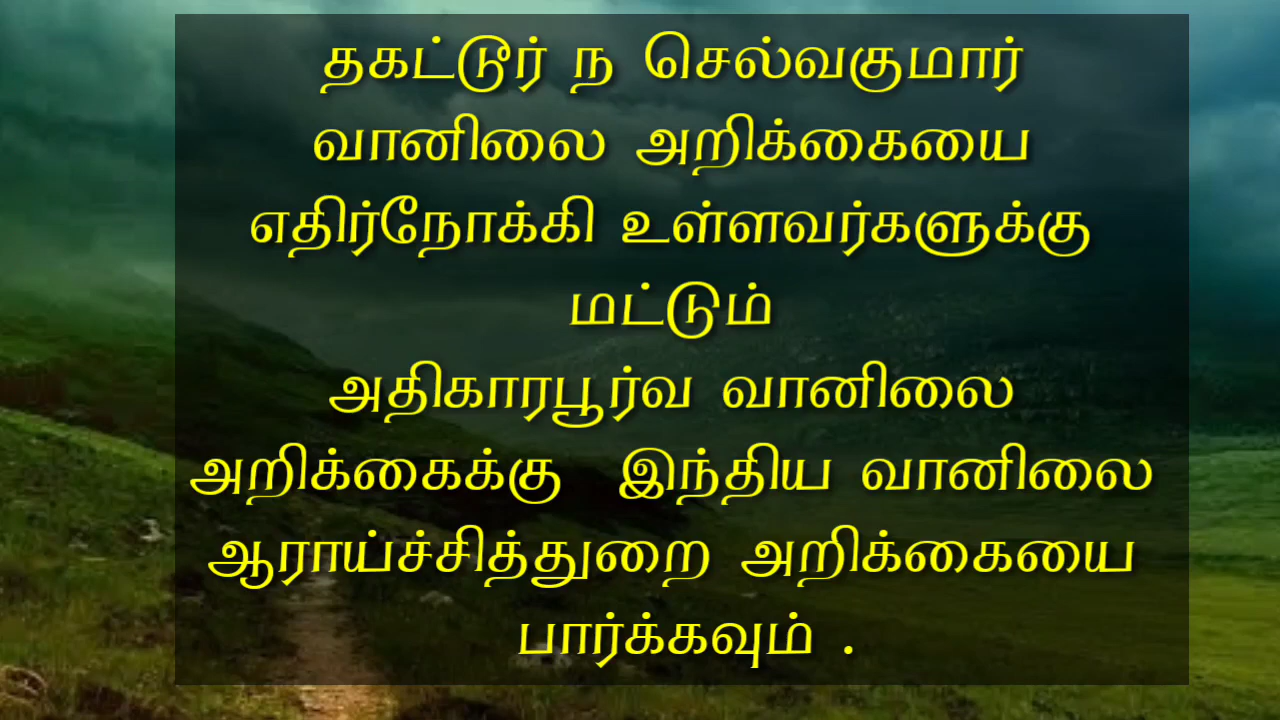 தகட்டூர் ந செல்வகுமார்
வானிலை அறிக்கையை
எதிர்நோக்கி உள்ளவர்களுக்கு
மட்டும்
அதிகாரபூர்வ வானிலை
அறிக்கைக்கு இந்திய வானிலை
ஆராய்ச்சித்துறை அறிக்கையை
பார்க்கவும் .